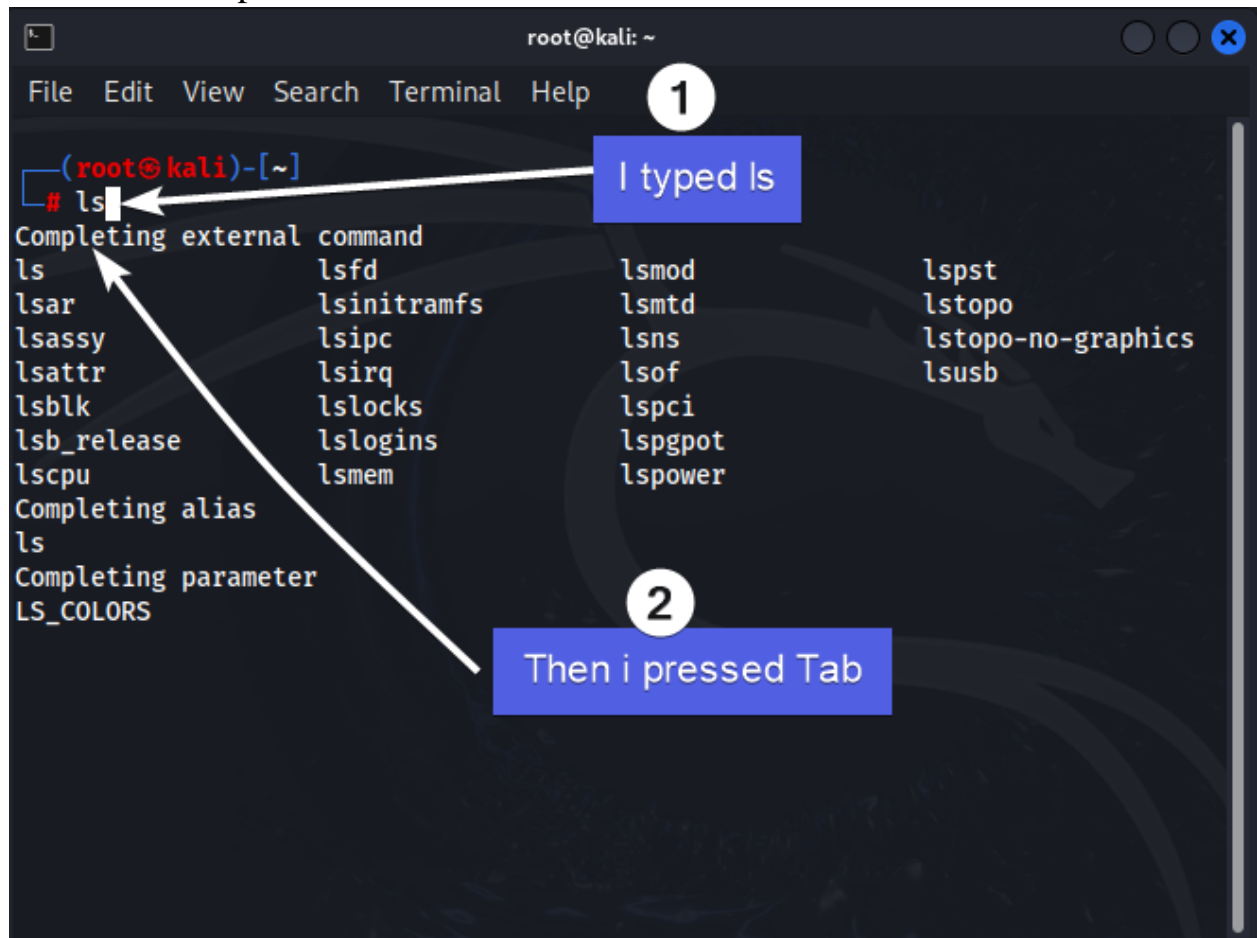 root@kali: ~
File Edit View Search Terminal Help
1
(root㉿kali)-[~]
# ls
I typed ls
Completing external command
ls lsfd lsmod lspst
lsar lsinitramfs lsmtd lstopo
lsassy lsipc lsns lstopo-no-graphics
lsattr lsirq lsof lsusb
lsblk lslocks lspci
lsb_release lslogins lspgpot
lscpu lsmem lspower
Completing alias
ls
Completing parameter
LS_COLORS
2
Then i pressed Tab